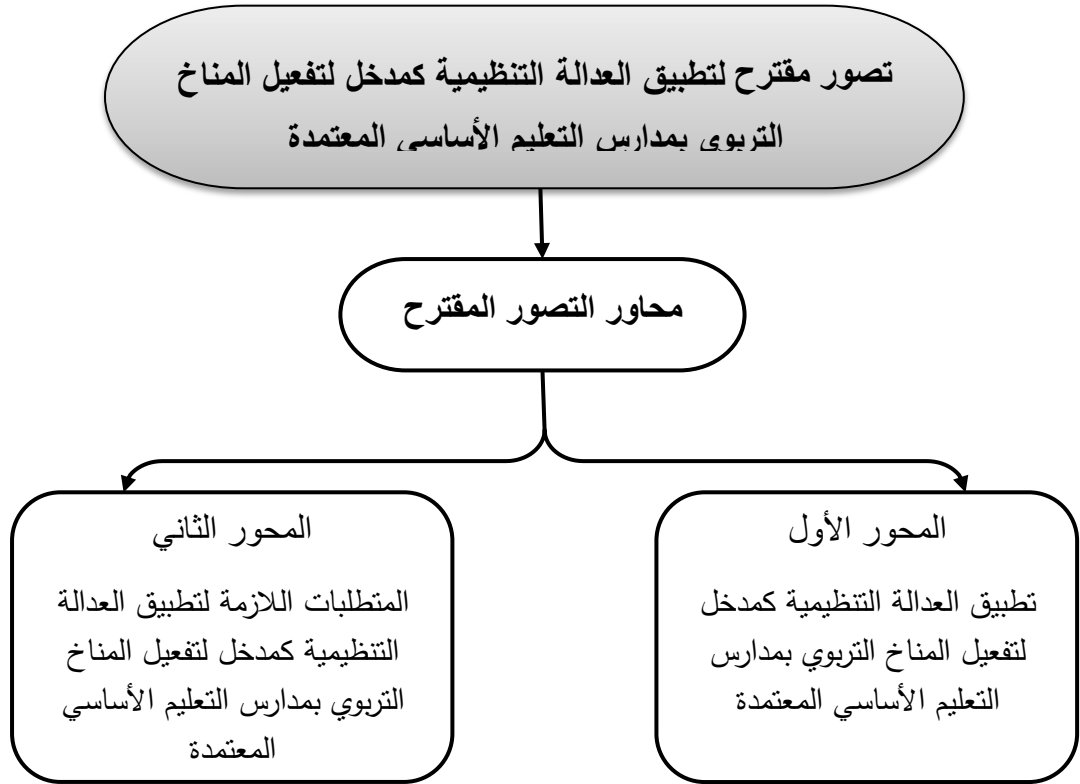 تصور مقترح لتطبيق العدالة التنظيمية كمدخل لتفعيل المناخ
التربوي بمدارس التعليم الأساسي المعتمدة
محاور التصور المقترح
المحور الأول
تطبيق العدالة التنظيمية كمدخل
لتفعيل المناخ التربوي بمدارس
التعليم الأساسي المعتمدة
المحور الثاني
المتطلبات اللازمة لتطبيق العدالة
التنظيمية كمدخل لتفعيل المناخ
التربوي بمدارس التعليم الأساسي
المعتمدة